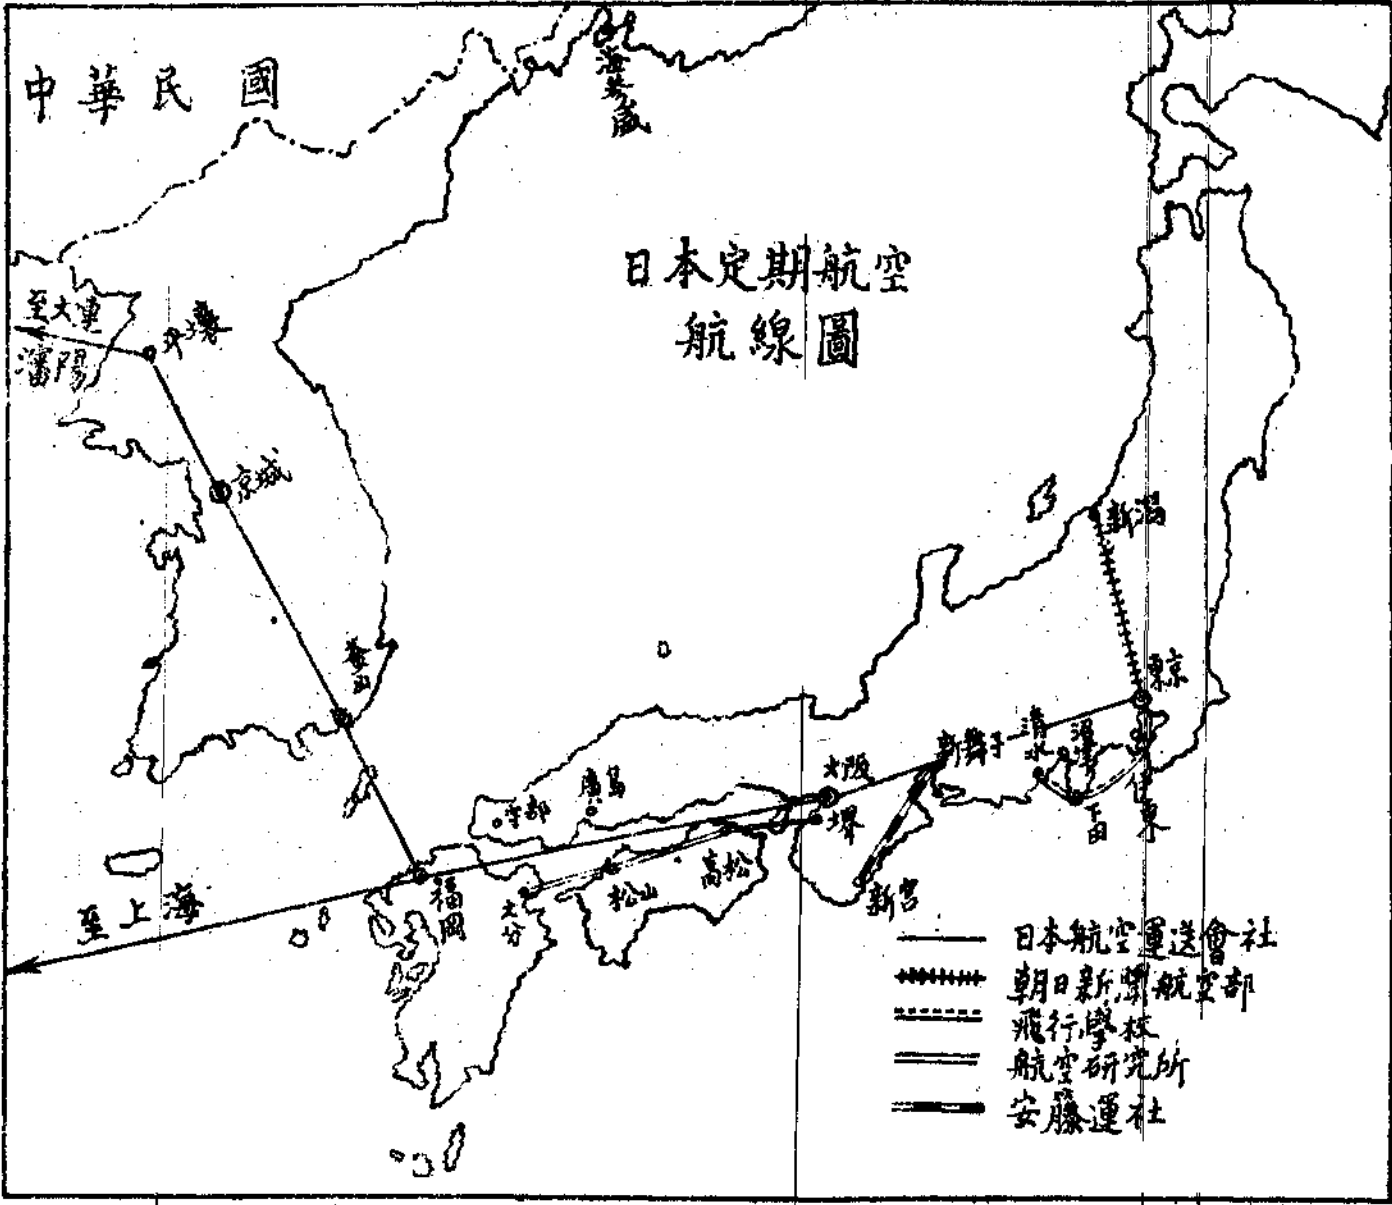 中華民國
海參崴
日本定期航空
航線圖
至大連
瀋陽
平壤
京城
釜山
新潟
東京
清水
沼津
新舞子
大阪
堺
下田
伊東
廣島
宇部
高松
松山
新宮
福岡
大分
至上海
日本航空運送會社
朝日新聞航空部
飛行學校
航空研究所
安藤運社